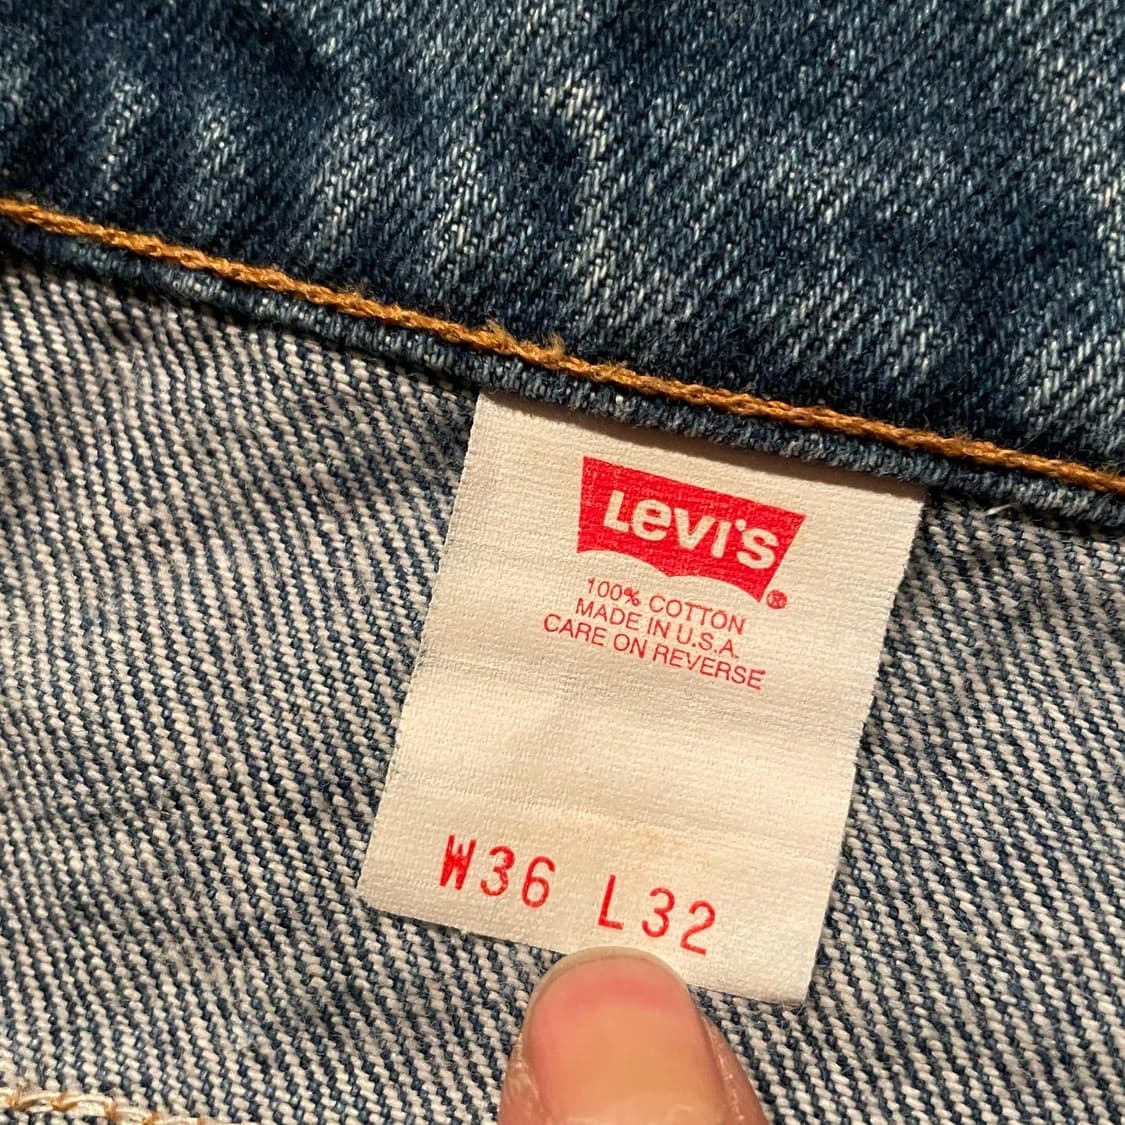 LEVI'S®
100% COTTON
MADE IN U.S.A.
CARE ON REVERSE
W36 L32